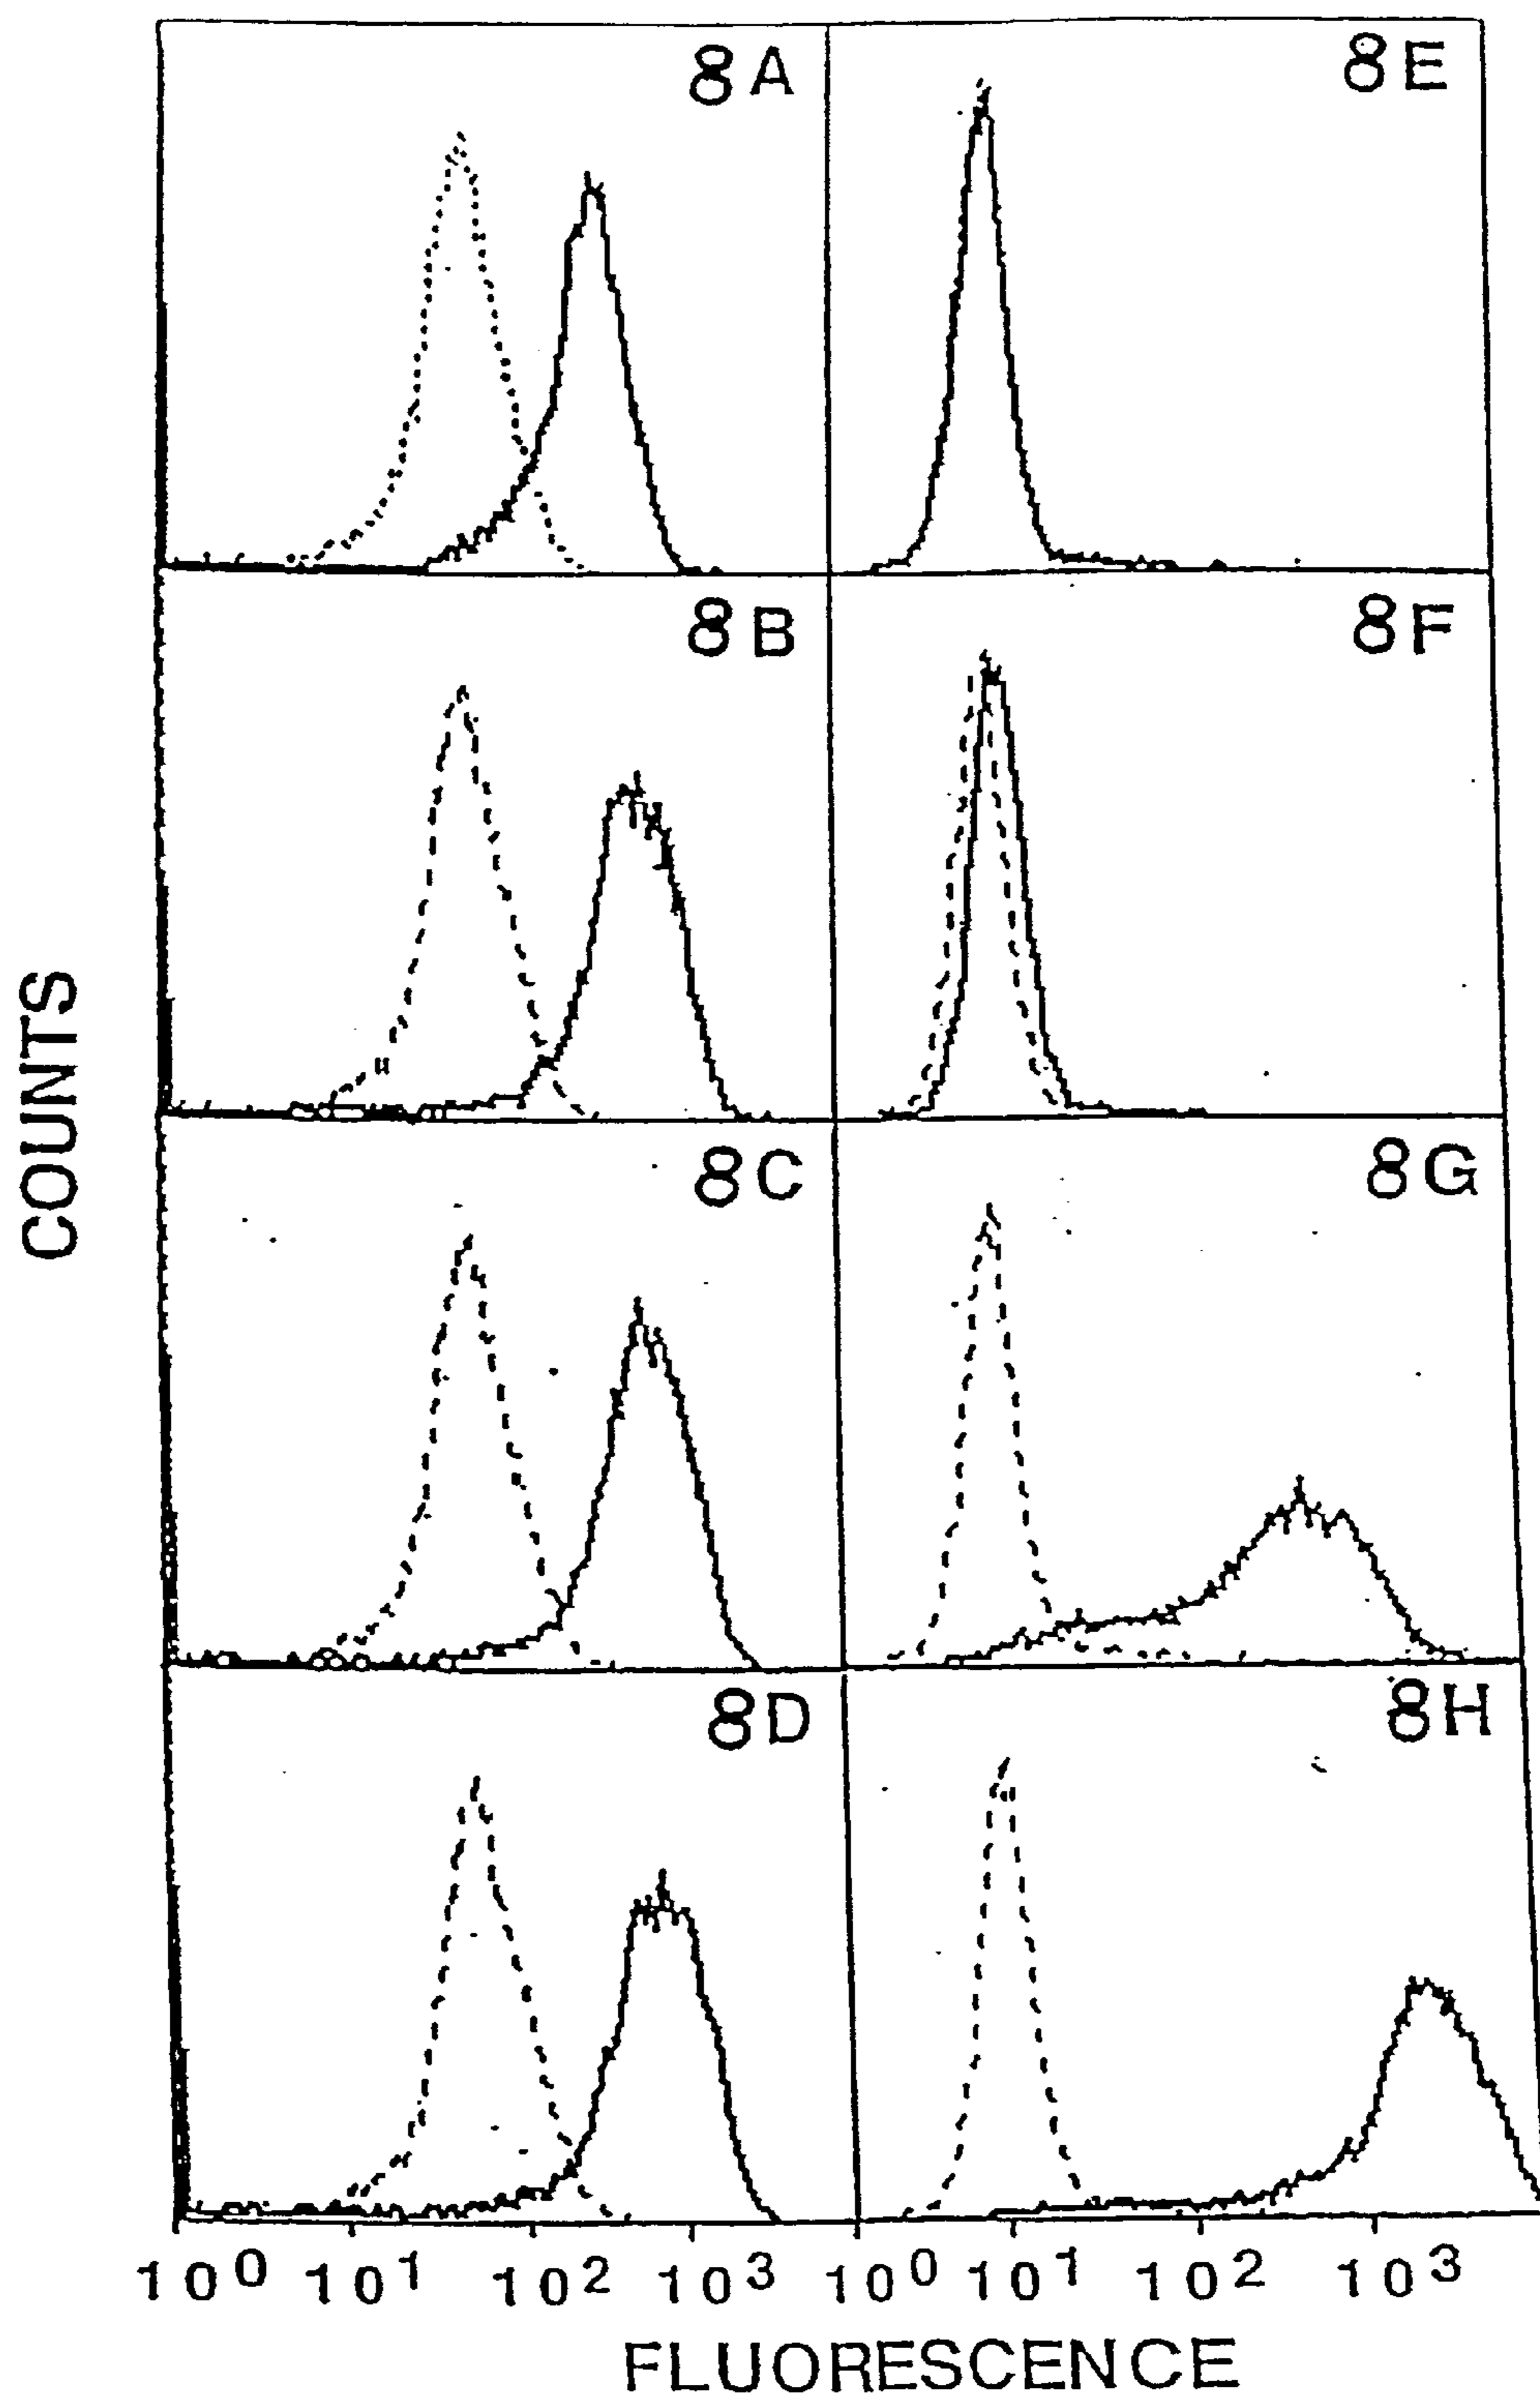 8A
8E
8B
8F
COUNTS
8C
8G
8D
8H
10⁰ 10¹ 10² 10³ 10⁰ 10¹ 10² 10³
FLUORESCENCE